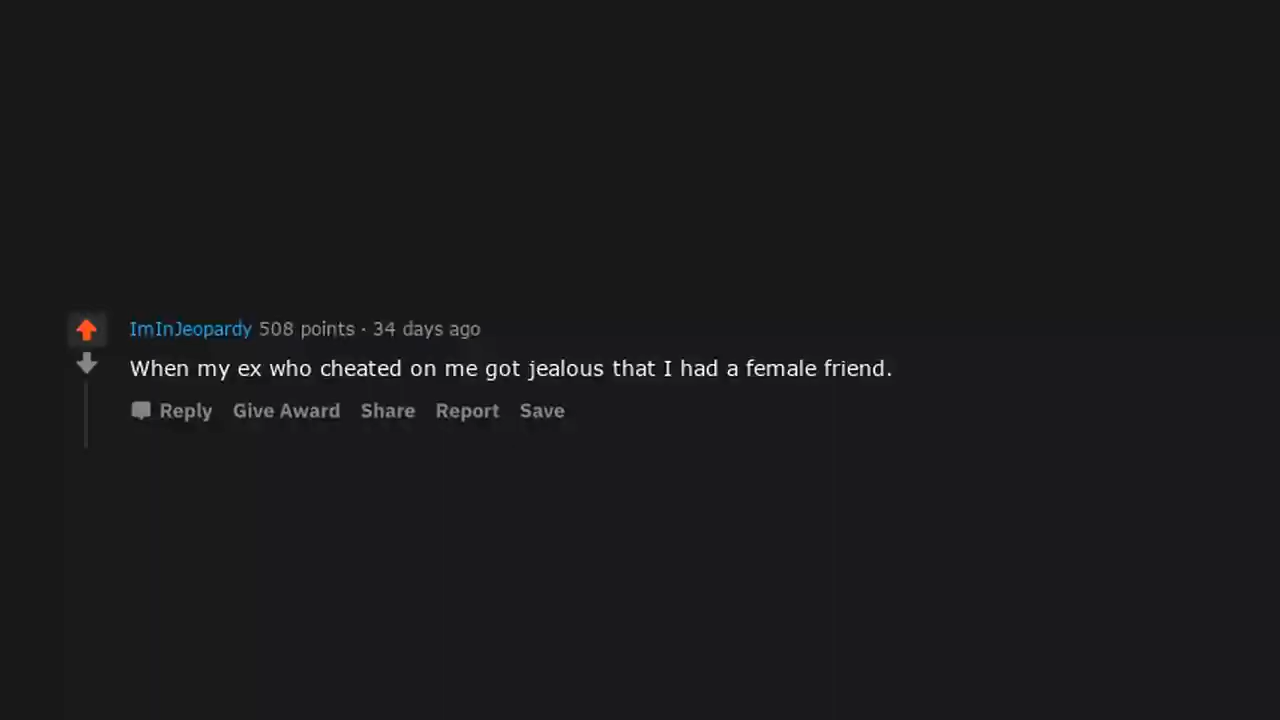 ImInJeopardy 508 points · 34 days ago
When my ex who cheated on me got jealous that I had a female friend.
Reply Give Award Share Report Save